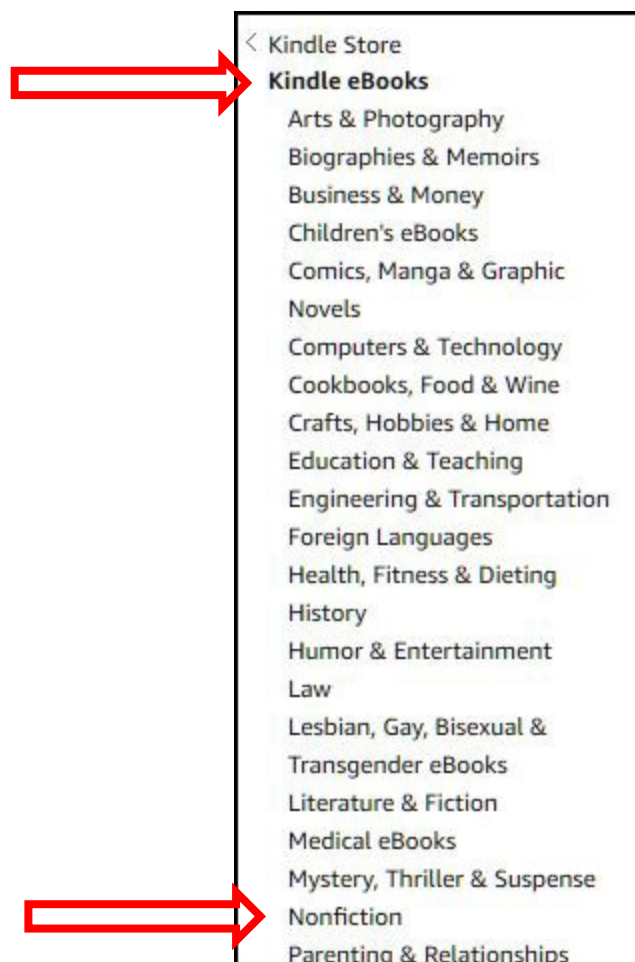 Kindle Store
Kindle eBooks
Arts & Photography
Biographies & Memoirs
Business & Money
Children's eBooks
Comics, Manga & Graphic
Novels
Computers & Technology
Cookbooks, Food & Wine
Crafts, Hobbies & Home
Education & Teaching
Engineering & Transportation
Foreign Languages
Health, Fitness & Dieting
History
Humor & Entertainment
Law
Lesbian, Gay, Bisexual &
Transgender eBooks
Literature & Fiction
Medical eBooks
Mystery, Thriller & Suspense
Nonfiction
Parenting & Relationships